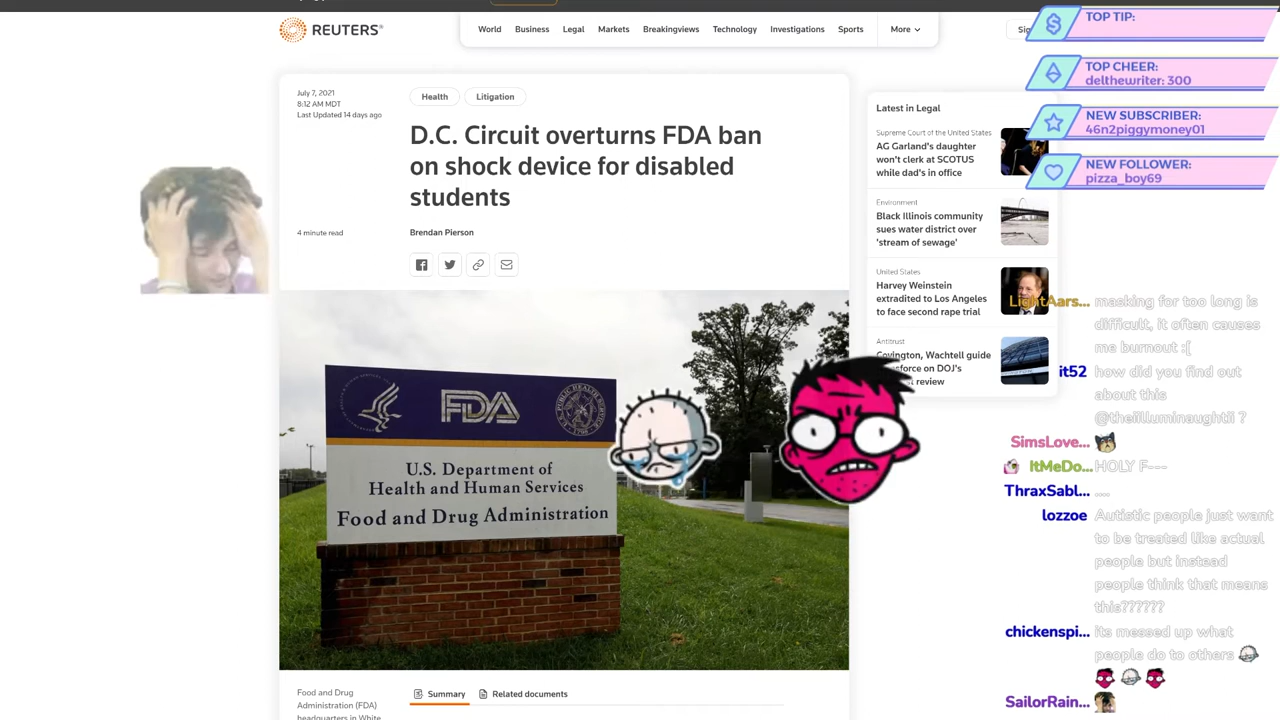 REUTERS®
World Business Legal Markets Breakingviews Technology Investigations Sports More
July 7, 2021
8:12 AM MDT
Last Updated 14 days ago
Health Litigation
D.C. Circuit overturns FDA ban
on shock device for disabled
students
4 minute read
Brendan Pierson
FDA
U.S. Department of
Health and Human Services
Food and Drug Administration
Food and Drug
Administration (FDA)
headquarters in White
Summary Related documents
Latest in Legal
Supreme Court of the United States
AG Garland's daughter
won't clerk at SCOTUS
while dad's in office
Environment
Black Illinois community
sues water district over
'stream of sewage'
United States
Harvey Weinstein
extradited to Los Angeles
to face second rape trial
Antitrust
Covington, Wachtell guide
DOJ's
review
TOP TIP:
TOP CHEER:
delthewriter: 300
NEW SUBSCRIBER:
46n2piggymoney01
NEW FOLLOWER:
pizza_boy69
LightAars... masking for too long is
difficult, it often causes
me burnout :[
it52 how did you find out
about this
@theiilluminaughtii ?
SimsLove...
ItMeDo... HOLY F---
ThraxSabl... ....
lozzoe Autistic people just want
to be treated like actual
people but instead
people think that means
this??????
chickenspi... its messed up what
people do to others
SailorRain...